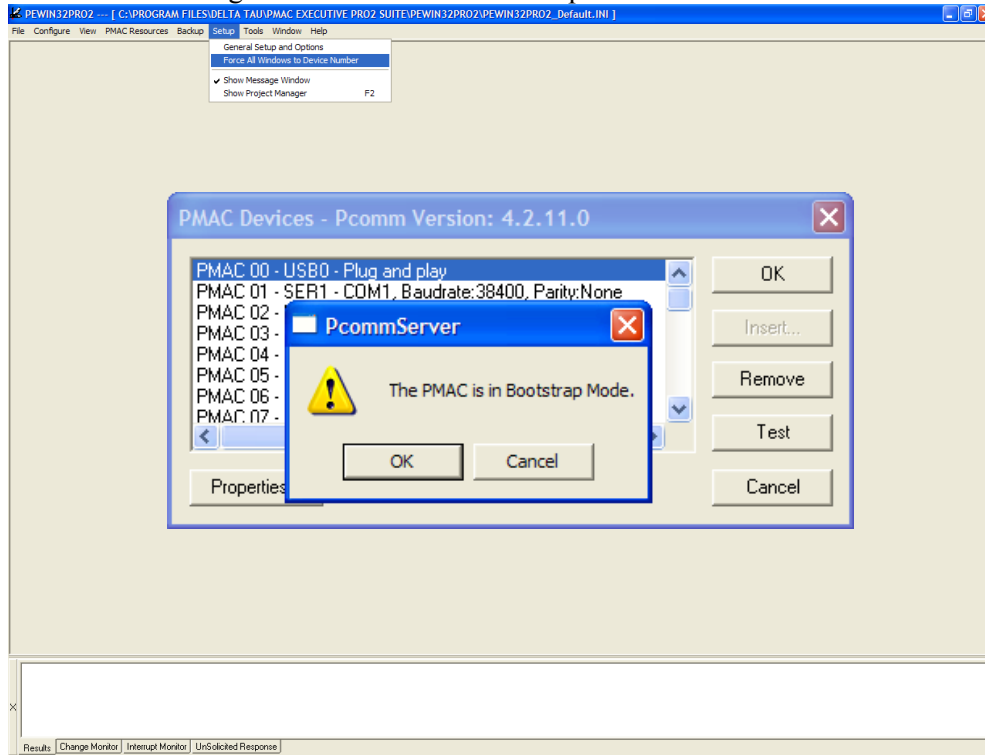 PEWIN32PRO2 --- [ C:\PROGRAM FILES\DELTA TAU\PMAC EXECUTIVE PRO2 SUITE\PEWIN32PRO2\PEWIN32PRO2_Default.INI ]
File Configure View PMAC Resources Backup Setup Tools Window Help
General Setup and Options
Force All Windows to Device Number
Show Message Window
Show Project Manager F2
PMAC Devices - Pcomm Version: 4.2.11.0
PMAC 00 - USB0 - Plug and play
OK
PMAC 01 - SER1 - COM1, Baudrate:38400, Parity:None
PMAC 02 -
PcommServer
Insert...
PMAC 03 -
PMAC 04 -
PMAC 05 -
The PMAC is in Bootstrap Mode.
Remove
PMAC 06 -
PMAC 07 -
Test
OK Cancel
Properties
Cancel
Results Change Monitor Interrupt Monitor UnSolicited Response